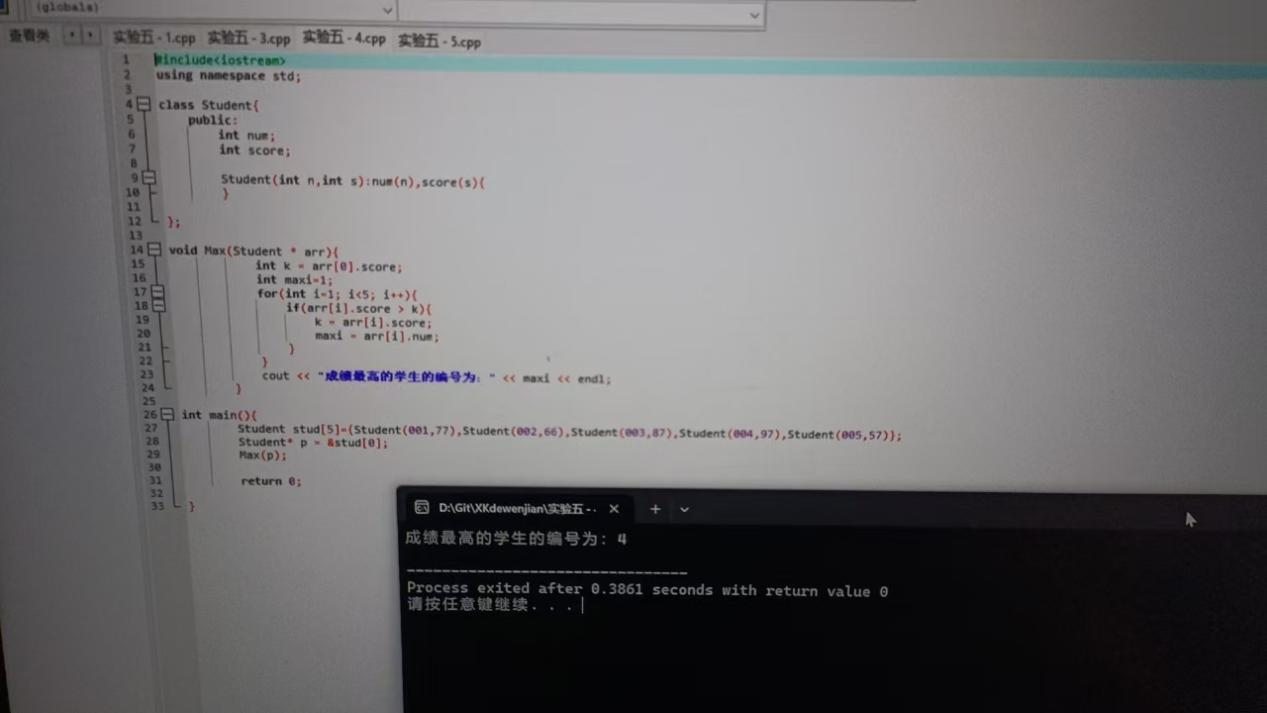 (globals)
查看类 实验五 - 1.cpp 实验五 - 3.cpp 实验五 - 4.cpp 实验五 - 5.cpp
1 #include<iostream>
2 using namespace std;
3
4 class Student{
5 public:
6 int num;
7 int score;
8
9 Student(int n,int s):num(n),score(s){
10 }
11
12 };
13
14 void Max(Student * arr){
15 int k = arr[0].score;
16 int maxi=1;
17 for(int i=1; i<5; i++){
18 if(arr[i].score > k){
19 k = arr[i].score;
20 maxi = arr[i].num;
21 }
22 }
23 cout << "成绩最高的学生的编号为：" << maxi << endl;
24 }
25
26 int main(){
27 Student stud[5]={Student(001,77),Student(002,66),Student(003,87),Student(004,97),Student(005,57)};
28 Student* p = &stud[0];
29 Max(p);
30
31 return 0;
32
33 }
D:\Git\XKdewenjian\实验五 - ·
成绩最高的学生的编号为：4
--------------------------------
Process exited after 0.3861 seconds with return value 0
请按任意键继续. . .